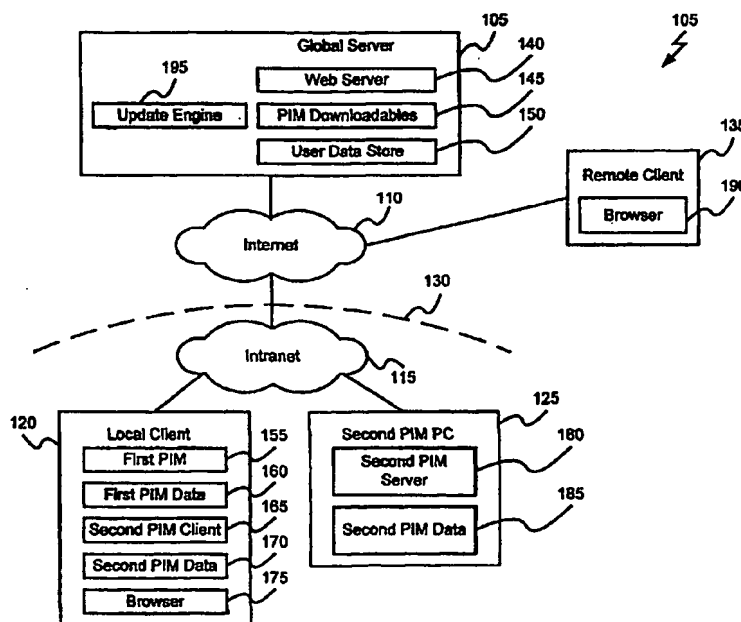 Global Server
105
195
Web Server
140
105
Update Engine
PIM Downloadables
145
User Data Store
150
135
Remote Client
110
190
Browser
Internet
130
Intranet
115
125
120
Local Client
155
Second PIM PC
180
First PIM
160
Second PIM
Server
First PIM Data
165
185
Second PIM Client
170
Second PIM Data
Second PIM Data
175
Browser